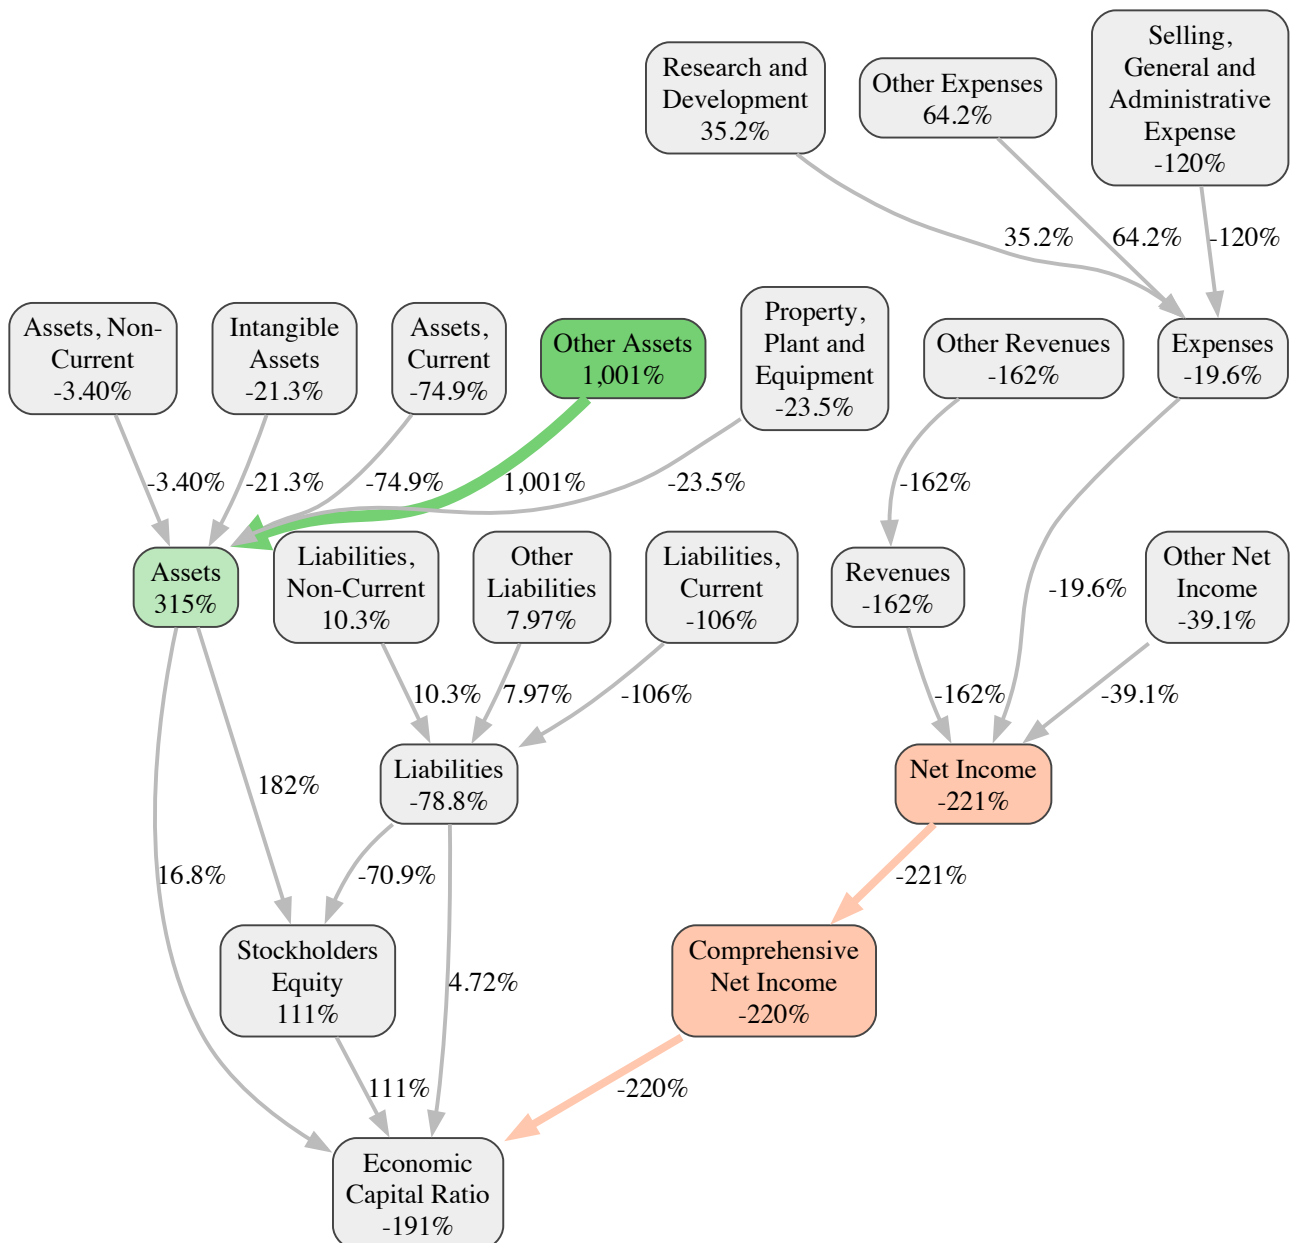 Selling,
General and
Administrative
Expense
-120%
Research and
Development
35.2%
Other Expenses
64.2%
35.2%
64.2%
-120%
Assets, Non-
Current
-3.40%
Intangible
Assets
-21.3%
Assets,
Current
-74.9%
Other Assets
1,001%
Property,
Plant and
Equipment
-23.5%
Other Revenues
-162%
Expenses
-19.6%
-3.40%
-21.3%
-74.9%
1,001%
-23.5%
-162%
-19.6%
Assets
315%
Liabilities,
Non-Current
10.3%
Other
Liabilities
7.97%
Liabilities,
Current
-106%
Revenues
-162%
Other Net
Income
-39.1%
10.3%
7.97%
-106%
-162%
-39.1%
182%
Liabilities
-78.8%
Net Income
-221%
16.8%
-70.9%
-221%
Stockholders
Equity
111%
4.72%
Comprehensive
Net Income
-220%
111%
-220%
Economic
Capital Ratio
-191%